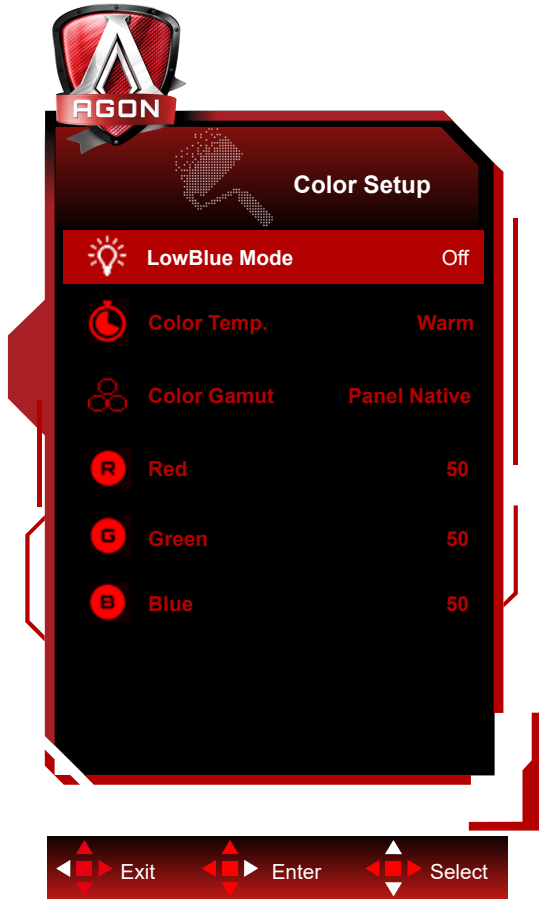 AGON
Color Setup
LowBlue Mode Off
Color Temp. Warm
Color Gamut Panel Native
R Red 50
G Green 50
B Blue 50
Exit Enter Select